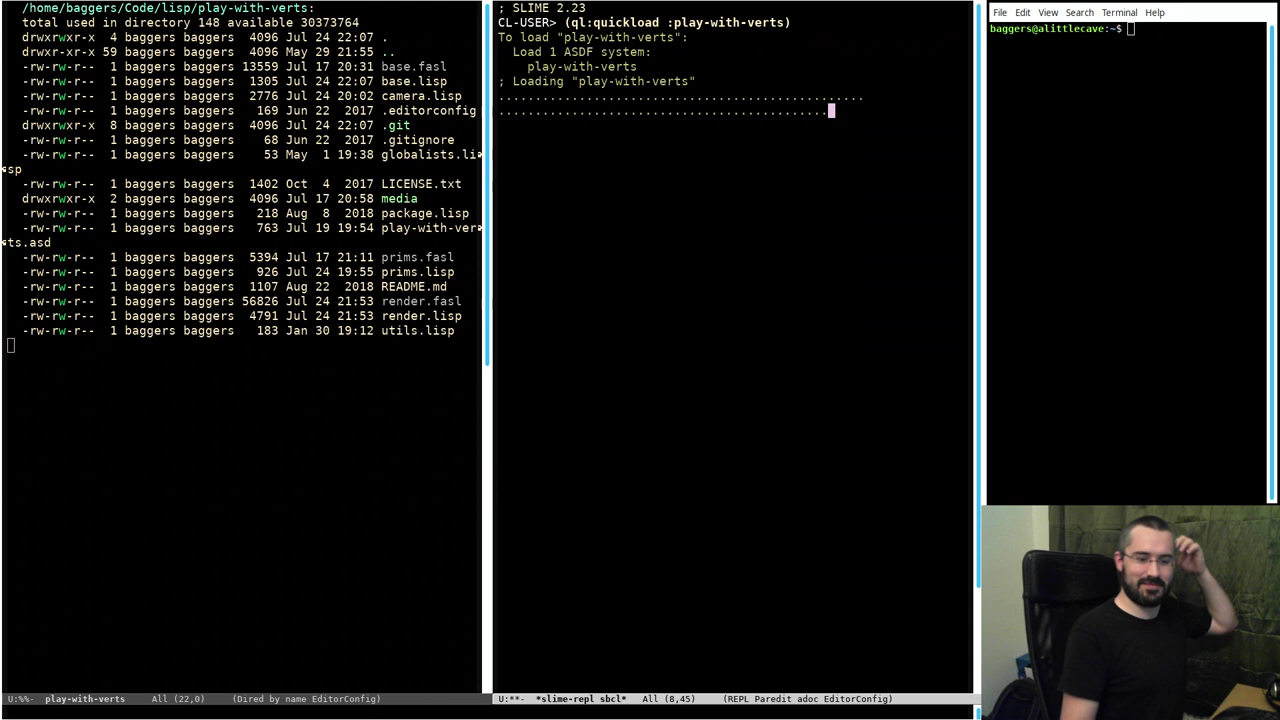 /home/baggers/Code/lisp/play-with-verts:
total used in directory 148 available 30373764
drwxrwxr-x  4 baggers baggers  4096 Jul 24 22:07 .
drwxr-xr-x 59 baggers baggers  4096 May 29 21:55 ..
-rw-rw-r--  1 baggers baggers 13559 Jul 17 20:31 base.fasl
-rw-rw-r--  1 baggers baggers  1305 Jul 24 22:07 base.lisp
-rw-rw-r--  1 baggers baggers  2776 Jul 24 20:02 camera.lisp
-rw-rw-r--  1 baggers baggers   169 Jun 22  2017 .editorconfig
drwxrwxr-x  8 baggers baggers  4096 Jul 24 22:07 .git
-rw-rw-r--  1 baggers baggers    68 Jun 22  2017 .gitignore
-rw-rw-r--  1 baggers baggers    53 May  1 19:38 globalists.li
sp
-rw-rw-r--  1 baggers baggers  1402 Oct  4  2017 LICENSE.txt
drwxrwxr-x  2 baggers baggers  4096 Jul 17 20:58 media
-rw-rw-r--  1 baggers baggers   218 Aug  8  2018 package.lisp
-rw-rw-r--  1 baggers baggers   763 Jul 19 19:54 play-with-ver
ts.asd
-rw-rw-r--  1 baggers baggers  5394 Jul 17 21:11 prims.fasl
-rw-rw-r--  1 baggers baggers   926 Jul 24 19:55 prims.lisp
-rw-rw-r--  1 baggers baggers  1107 Aug 22  2018 README.md
-rw-rw-r--  1 baggers baggers 56826 Jul 24 21:53 render.fasl
-rw-rw-r--  1 baggers baggers  4791 Jul 24 21:53 render.lisp
-rw-rw-r--  1 baggers baggers   183 Jan 30 19:12 utils.lisp
U:%%-  play-with-verts    All (22,0)    (Dired by name EditorConfig)
; SLIME 2.23
CL-USER> (ql:quickload :play-with-verts)
To load "play-with-verts":
  Load 1 ASDF system:
    play-with-verts
; Loading "play-with-verts"
..................................................
.............................................
U:**-  *slime-repl sbcl*  All (8,45)    (REPL Paredit adoc EditorConfig)
File Edit View Search Terminal Help
baggers@alittlecave:~$